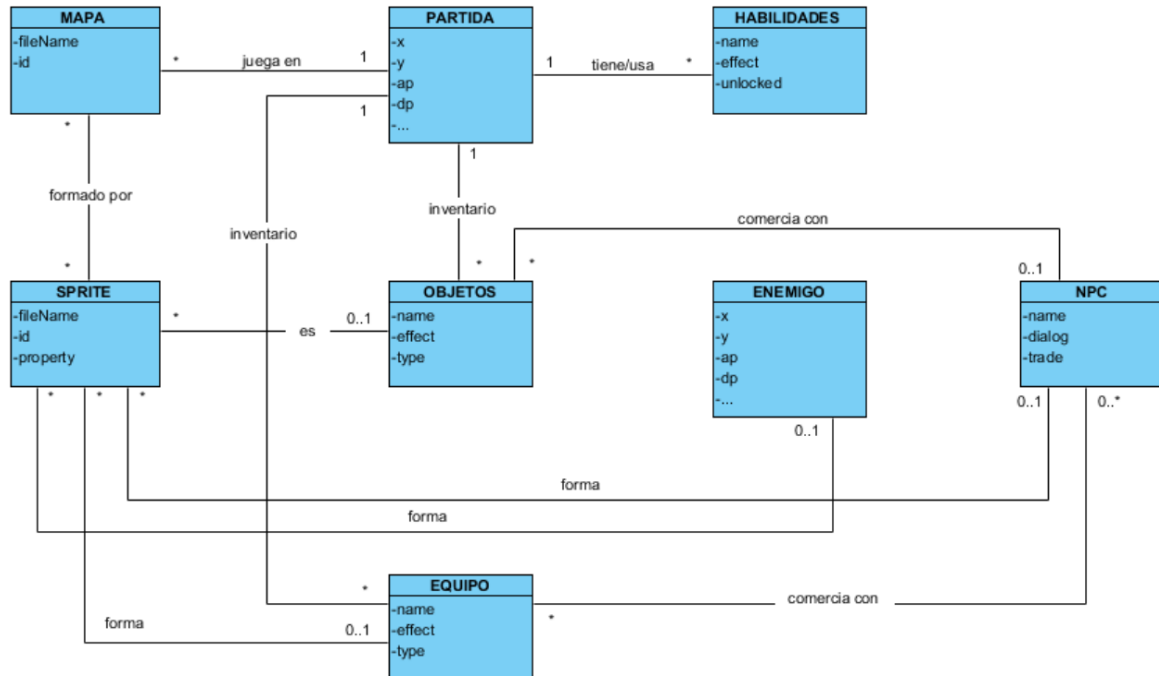 MAPA
-fileName
-id
PARTIDA
-x
-y
-ap
-dp
-...
HABILIDADES
-name
-effect
-unlocked
* juega en 1
1 tiene/usa *
1
*
formado por
*
1
inventario
*
inventario
comercia con
*
0..1
SPRITE
-fileName
-id
-property
* es 0..1
OBJETOS
-name
-effect
-type
ENEMIGO
-x
-y
-ap
-dp
-...
NPC
-name
-dialog
-trade
* * *
0..1
0..1 0..*
forma
forma
EQUIPO
-name
-effect
-type
*
forma 0..1
* comercia con